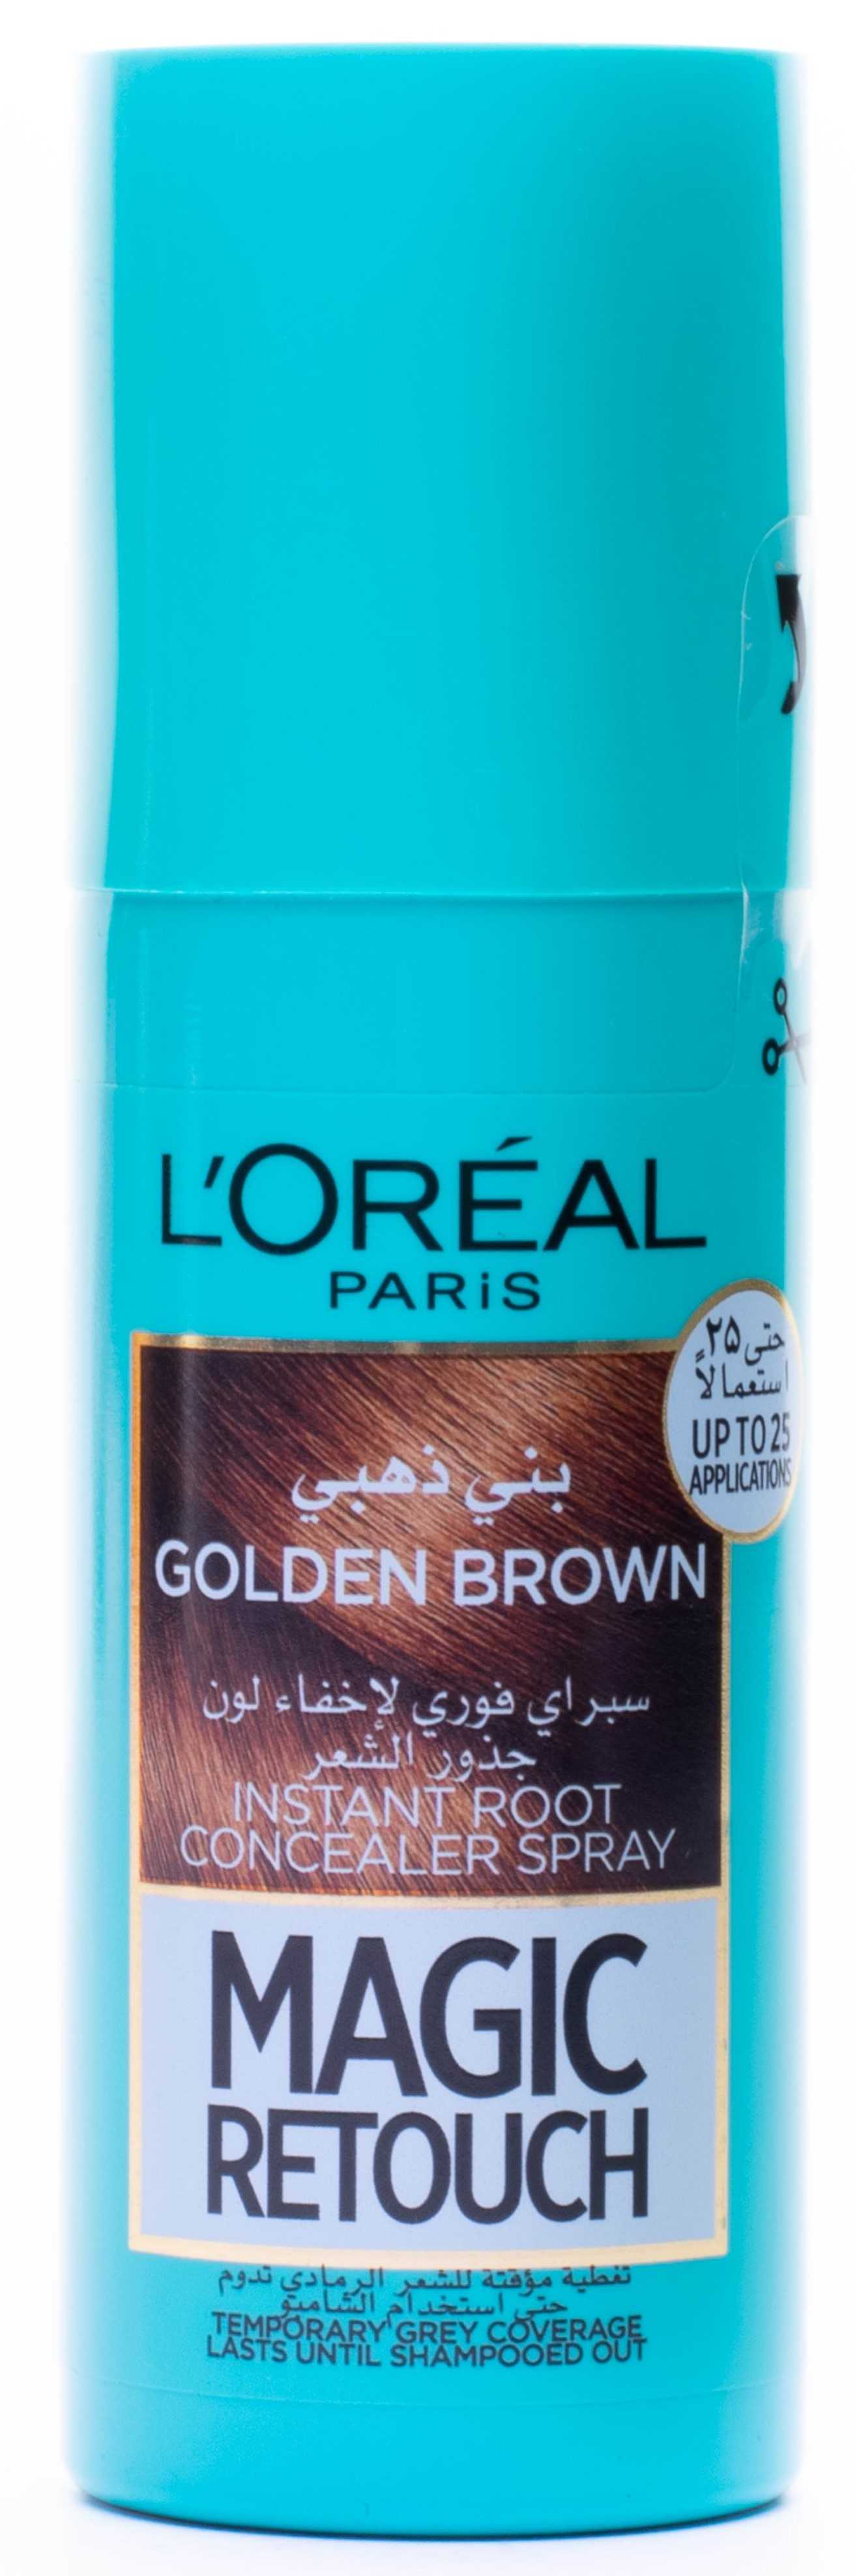 L'ORÉAL
PARiS
حتى ٢٥
استعمالاً
UP TO 25
APPLICATIONS
بني ذهبي
GOLDEN BROWN
سبراي فوري لإخفاء لون
جذور الشعر
INSTANT ROOT
CONCEALER SPRAY
MAGIC
RETOUCH
تغطية مؤقتة للشعر الرمادي تدوم
حتى استخدام الشامبو
TEMPORARY GREY COVERAGE
LASTS UNTIL SHAMPOOED OUT